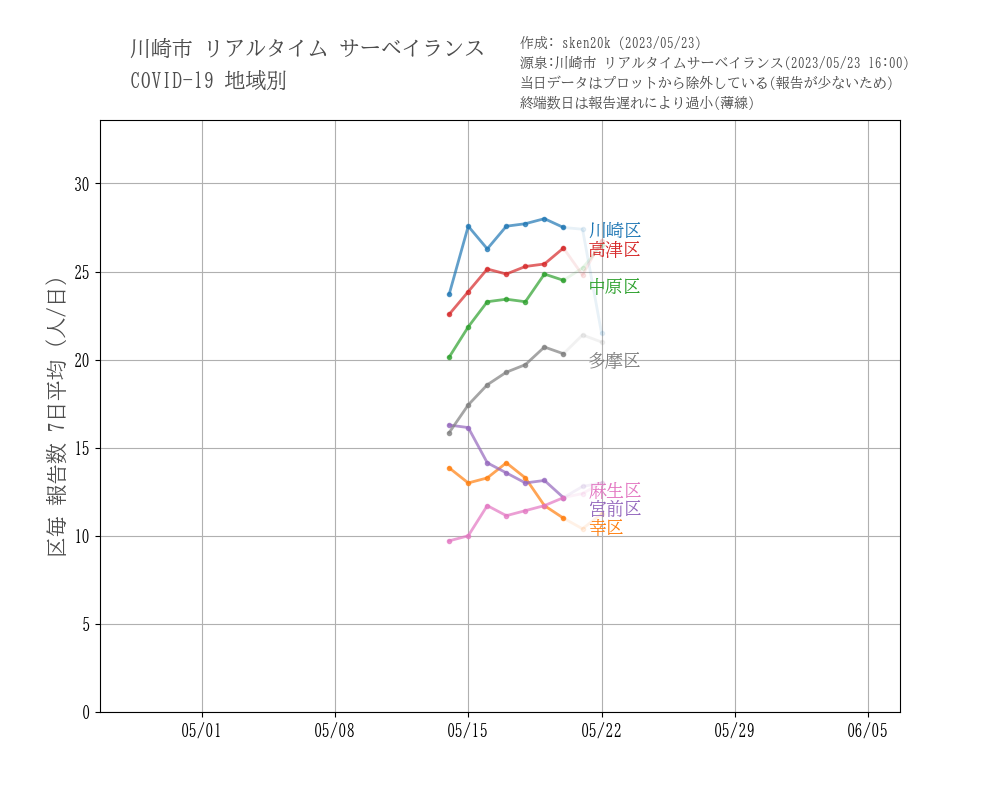 川崎市 リアルタイム サーベイランス
COVID-19 地域別
作成: sken20k (2023/05/23)
源泉:川崎市 リアルタイムサーベイランス(2023/05/23 16:00)
当日データはプロットから除外している(報告が少ないため)
終端数日は報告遅れにより過小(薄線)
区毎 報告数 7日平均 (人/日)
30
25
20
15
10
5
0
川崎区
高津区
中原区
多摩区
麻生区
宮前区
幸区
05/01
05/08
05/15
05/22
05/29
06/05